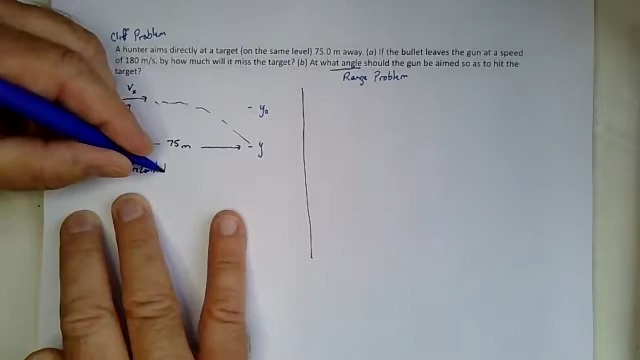 Cliff Problem
A hunter aims directly at a target (on the same level) 75.0 m away. (a) If the bullet leaves the gun at a speed
of 180 m/s, by how much will it miss the target? (b) At what angle should the gun be aimed so as to hit the
target?
Range Problem
Vx
- y₀
- 75m → - y